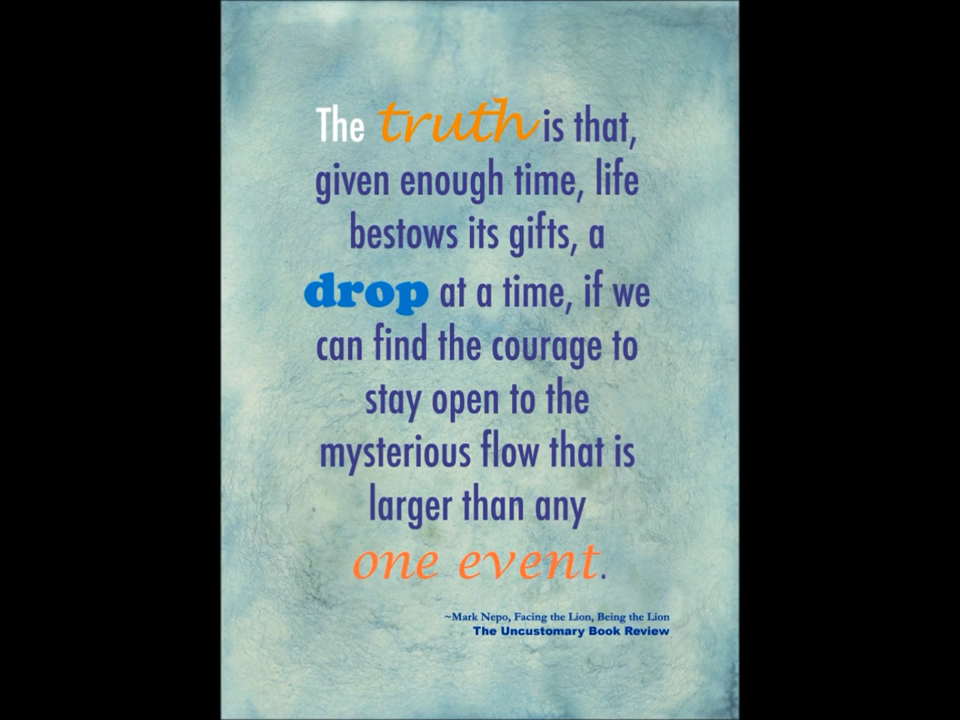 The truth is that,
given enough time, life
bestows its gifts, a
drop at a time, if we
can find the courage to
stay open to the
mysterious flow that is
larger than any
one event.
~Mark Nepo, Facing the Lion, Being the Lion
The Uncustomary Book Review